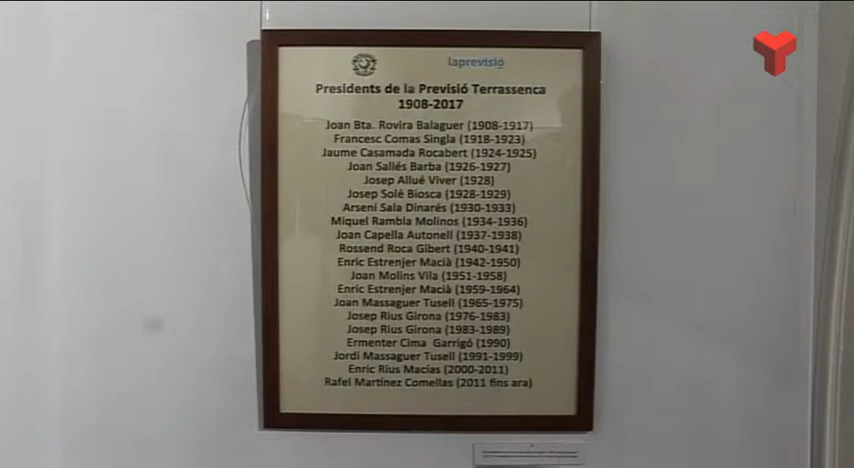 laprevisió
Presidents de la Previsió Terrassenca
1908-2017
Joan Bta. Rovira Balaguer (1908-1917)
Francesc Comas Singla (1918-1923)
Jaume Casamada Rocabert (1924-1925)
Joan Sallés Barba (1926-1927)
Josep Allué Viver (1928)
Josep Solé Biosca (1928-1929)
Arseni Sala Dinarés (1930-1933)
Miquel Rambla Molinos (1934-1936)
Joan Capella Autonell (1937-1938)
Rossend Roca Gibert (1940-1941)
Enric Estrenjer Macià (1942-1950)
Joan Molins Vila (1951-1958)
Enric Estrenjer Macià (1959-1964)
Joan Massaguer Tusell (1965-1975)
Josep Rius Girona (1976-1983)
Josep Rius Girona (1983-1989)
Ermenter Cima Garrigó (1990)
Jordi Massaguer Tusell (1991-1999)
Enric Rius Macias (2000-2011)
Rafel Martínez Comellas (2011 fins ara)